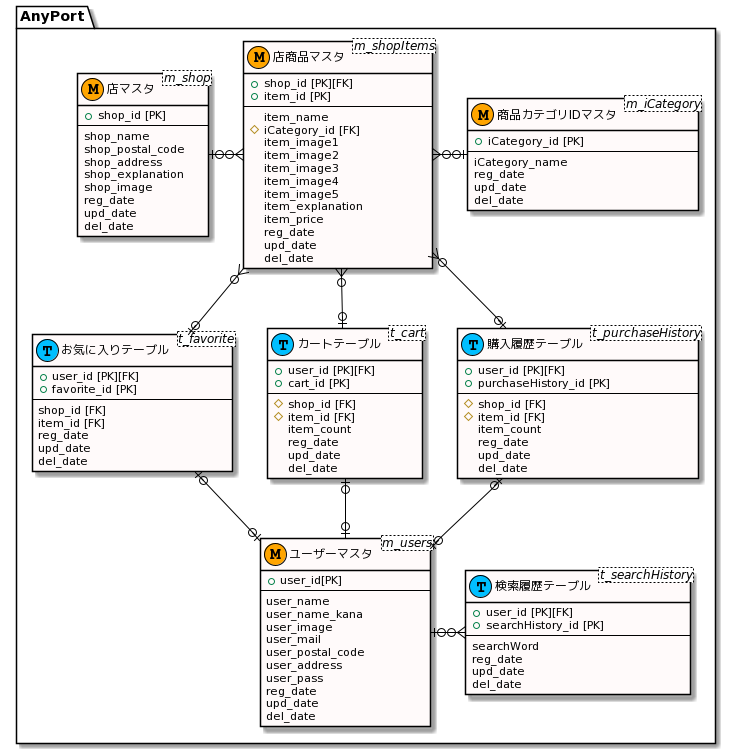 AnyPort
M 店マスタ m_shop
shop_id [PK]
shop_name
shop_postal_code
shop_address
shop_explanation
shop_image
reg_date
upd_date
del_date
M 店商品マスタ m_shopItems
shop_id [PK][FK]
item_id [PK]
item_name
iCategory_id [FK]
item_image1
item_image2
item_image3
item_image4
item_image5
item_explanation
item_price
reg_date
upd_date
del_date
M 商品カテゴリIDマスタ m_iCategory
iCategory_id [PK]
iCategory_name
reg_date
upd_date
del_date
T お気に入りテーブル t_favorite
user_id [PK][FK]
favorite_id [PK]
shop_id [FK]
item_id [FK]
reg_date
upd_date
del_date
T カートテーブル t_cart
user_id [PK][FK]
cart_id [PK]
shop_id [FK]
item_id [FK]
item_count
reg_date
upd_date
del_date
T 購入履歴テーブル t_purchaseHistory
user_id [PK][FK]
purchaseHistory_id [PK]
shop_id [FK]
item_id [FK]
item_count
reg_date
upd_date
del_date
M ユーザーマスタ m_users
user_id[PK]
user_name
user_name_kana
user_image
user_mail
user_postal_code
user_address
user_pass
reg_date
upd_date
del_date
T 検索履歴テーブル t_searchHistory
user_id [PK][FK]
searchHistory_id [PK]
searchWord
reg_date
upd_date
del_date